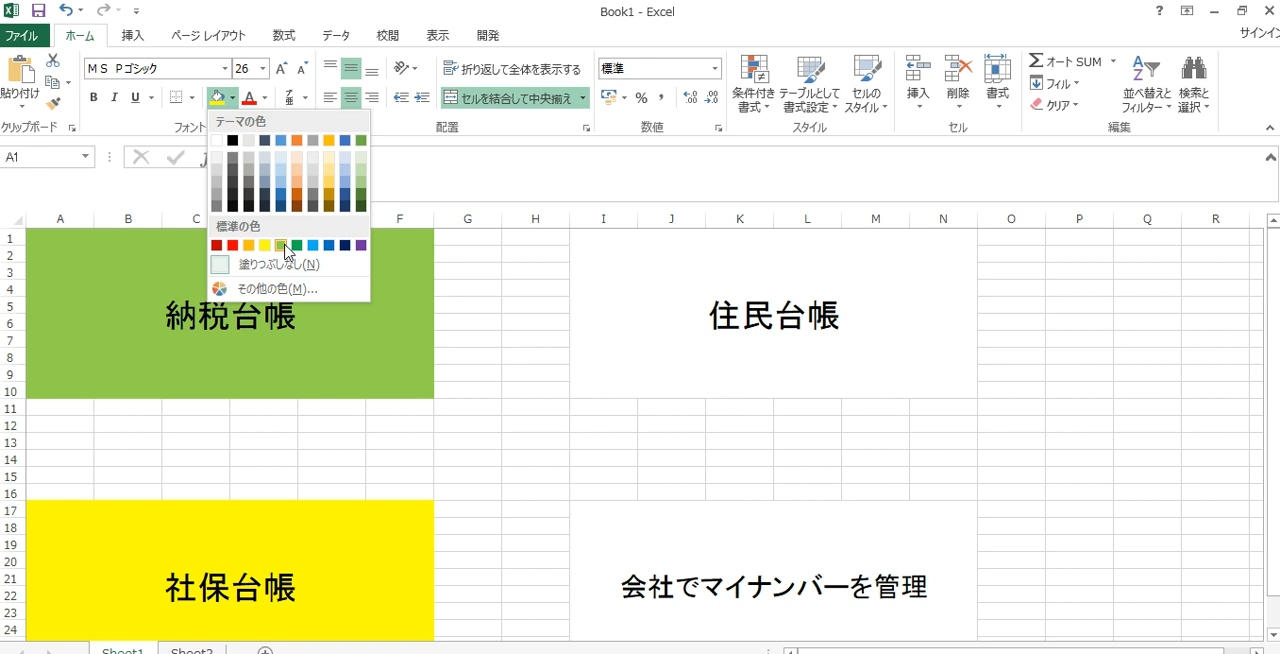 Book1 - Excel
?
ファイル ホーム 挿入 ページ レイアウト 数式 データ 校閲 表示 開発 サインイン
貼り付け
ＭＳ Ｐゴシック 26
B I U
折り返して全体を表示する
セルを結合して中央揃え
標準
%
条件付き書式
テーブルとして書式設定
セルのスタイル
挿入 削除 書式
オート SUM
フィル
クリア
並べ替えとフィルター
検索と選択
クリップボード フォント 配置 数値 スタイル セル 編集
テーマの色
標準の色
塗りつぶしなし(N)
その他の色(M)...
A1
A B C F G H I J K L M N O P Q R
1
2
3
4
5
6
7
8
9
10
11
12
13
14
15
16
17
18
19
20
21
22
23
24
納税台帳 住民台帳
社保台帳 会社でマイナンバーを管理
Sheet1 Sheet2